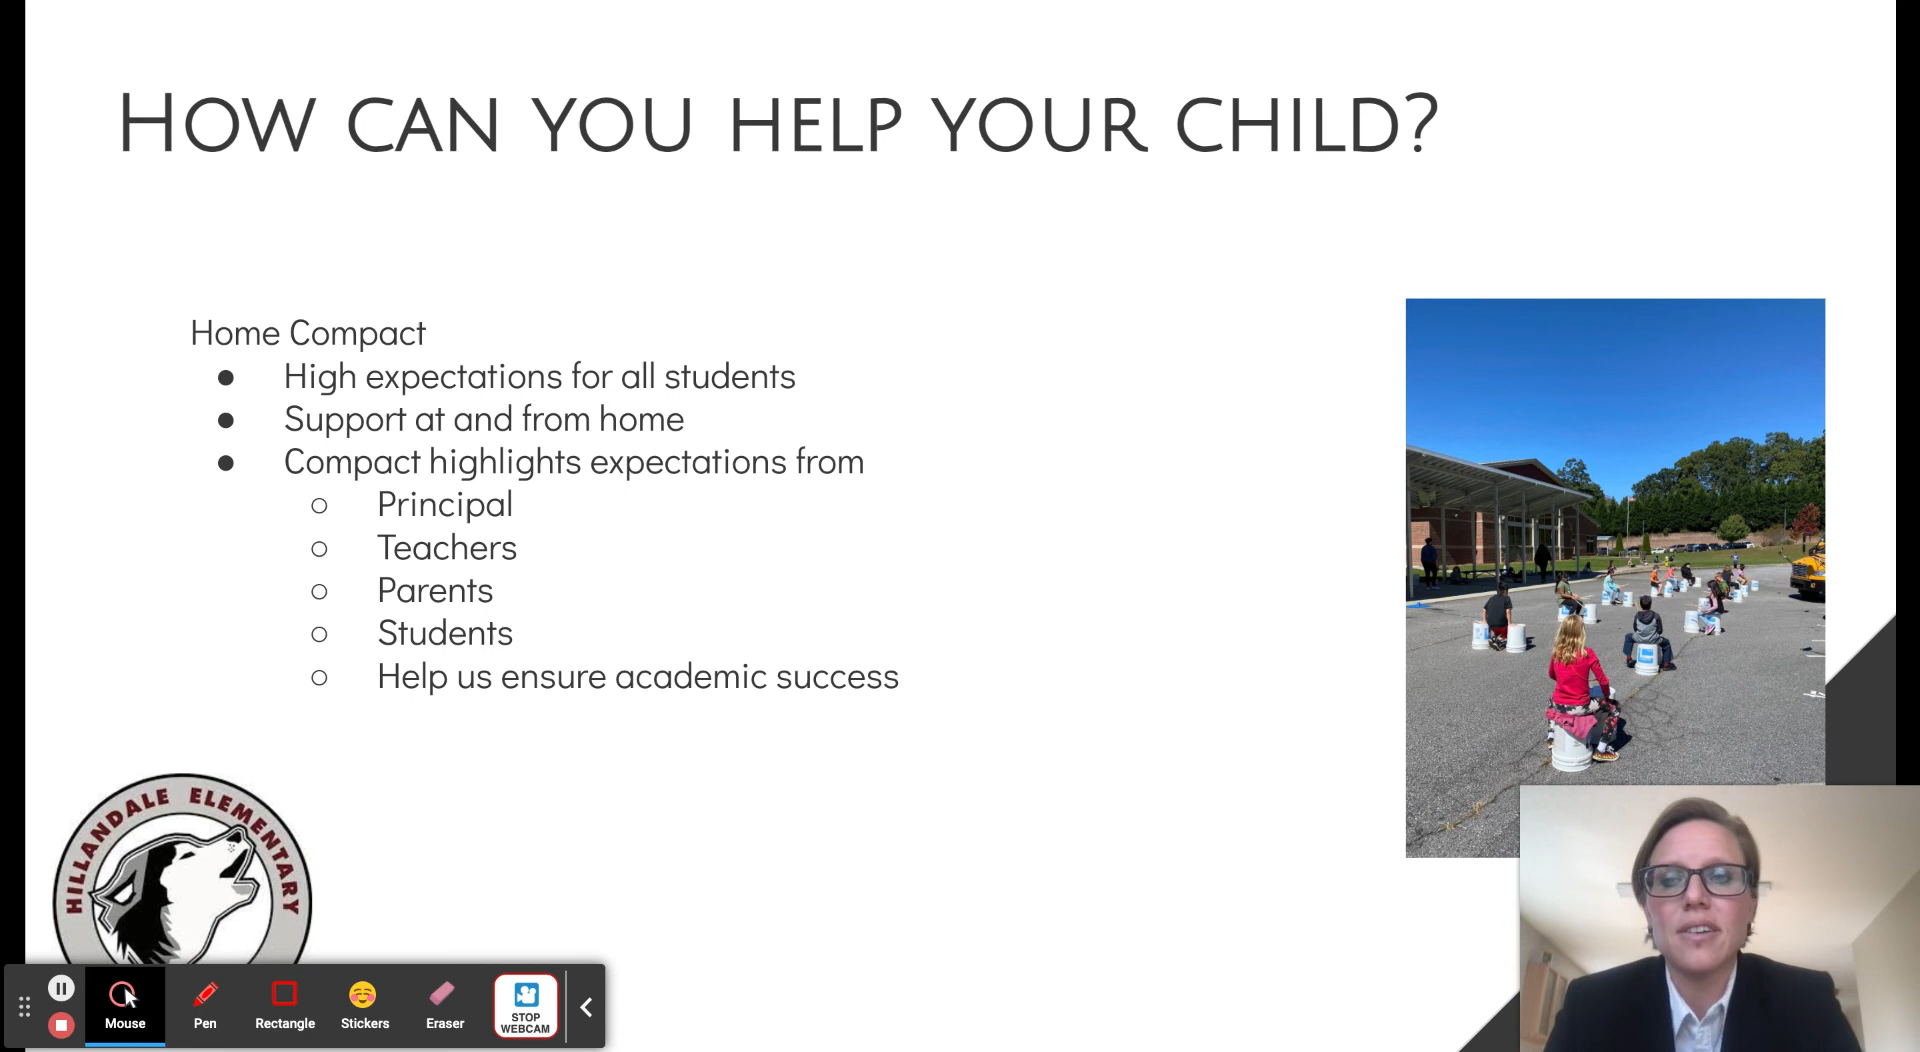 HOW CAN YOU HELP YOUR CHILD?
Home Compact
● High expectations for all students
● Support at and from home
● Compact highlights expectations from
○ Principal
○ Teachers
○ Parents
○ Students
○ Help us ensure academic success
HILLANDALE ELEMENTARY
Mouse
Pen
Rectangle
Stickers
Eraser
STOP
WEBCAM